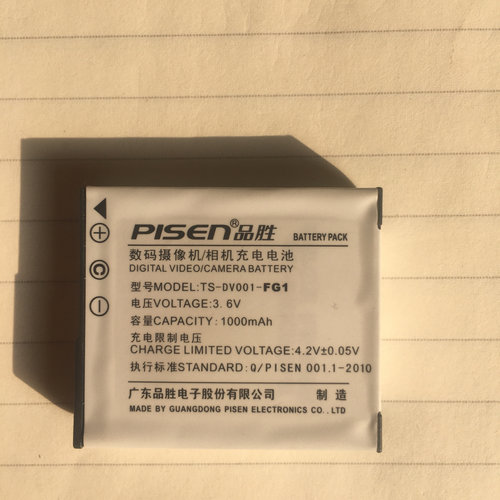 PISEN®品胜 BATTERY PACK
数码摄像机/相机充电电池
DIGITAL VIDEO/CAMERA BATTERY
型号MODEL:TS-DV001-FG1
电压VOLTAGE:3.6V
容量CAPACITY: 1000mAh
充电限制电压
CHARGE LIMITED VOLTAGE:4.2V±0.05V
执行标准STANDARD: Q/PISEN 001.1-2010
广东品胜电子股份有限公司
MADE BY GUANGDONG PISEN ELECTRONICS CO.,LTD.